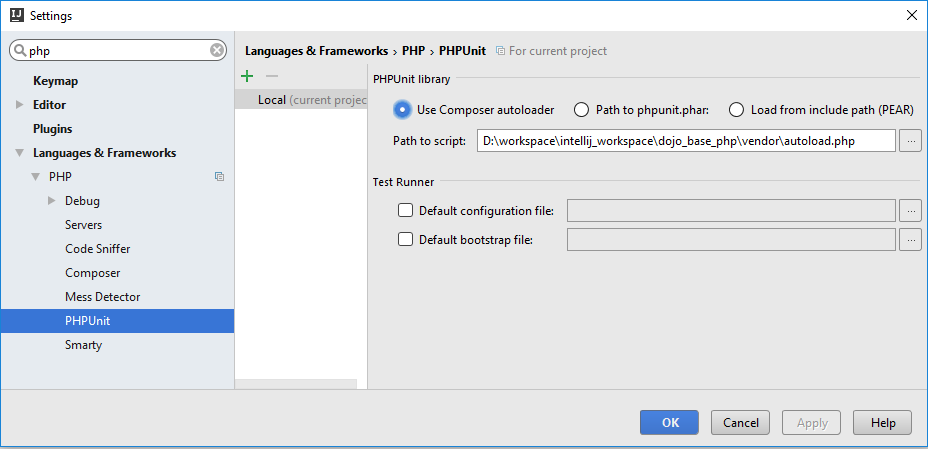 IJ Settings
php
Keymap
Editor
Plugins
Languages & Frameworks
PHP
Debug
Servers
Code Sniffer
Composer
Mess Detector
PHPUnit
Smarty
Languages & Frameworks › PHP › PHPUnit For current project
Local (current projec
PHPUnit library
Use Composer autoloader Path to phpunit.phar: Load from include path (PEAR)
Path to script: D:\workspace\intellij_workspace\dojo_base_php\vendor\autoload.php ...
Test Runner
Default configuration file: ...
Default bootstrap file: ...
OK Cancel Apply Help